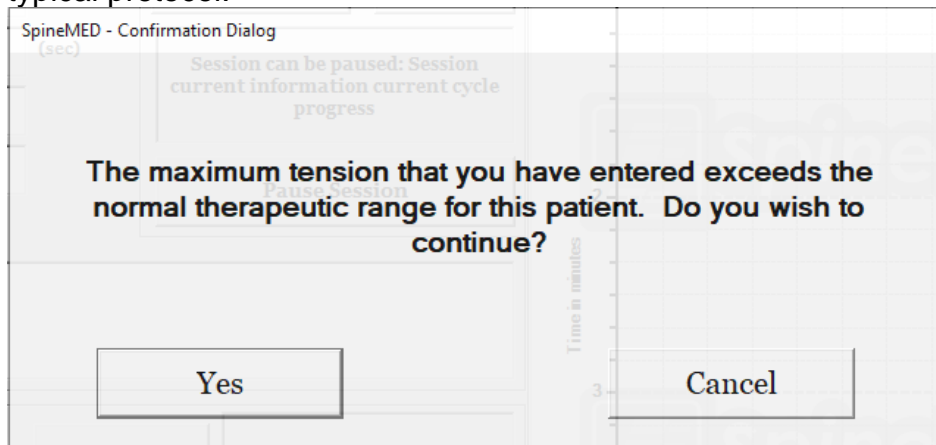 typical protocol.
SpineMED - Confirmation Dialog
(sec)
Session can be paused: Session
current information current cycle
progress
The maximum tension that you have entered exceeds the
Pause Session
2
normal therapeutic range for this patient. Do you wish to
continue?
Time in minutes
Yes
3
Cancel